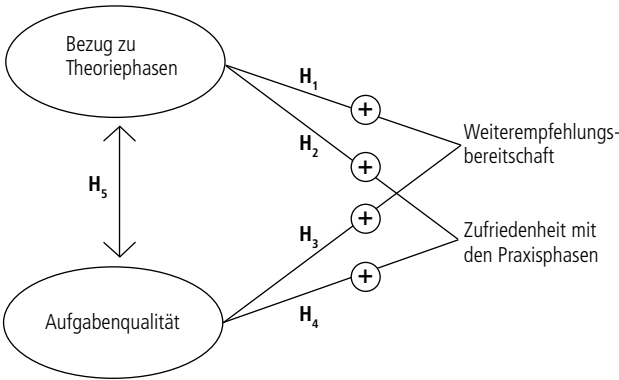 Bezug zu
Theoriephasen
H₁
+
Weiterempfehlungs-
bereitschaft
H₂
+
H₅
H₃
+
Zufriedenheit mit
den Praxisphasen
+
Aufgabenqualität
H₄